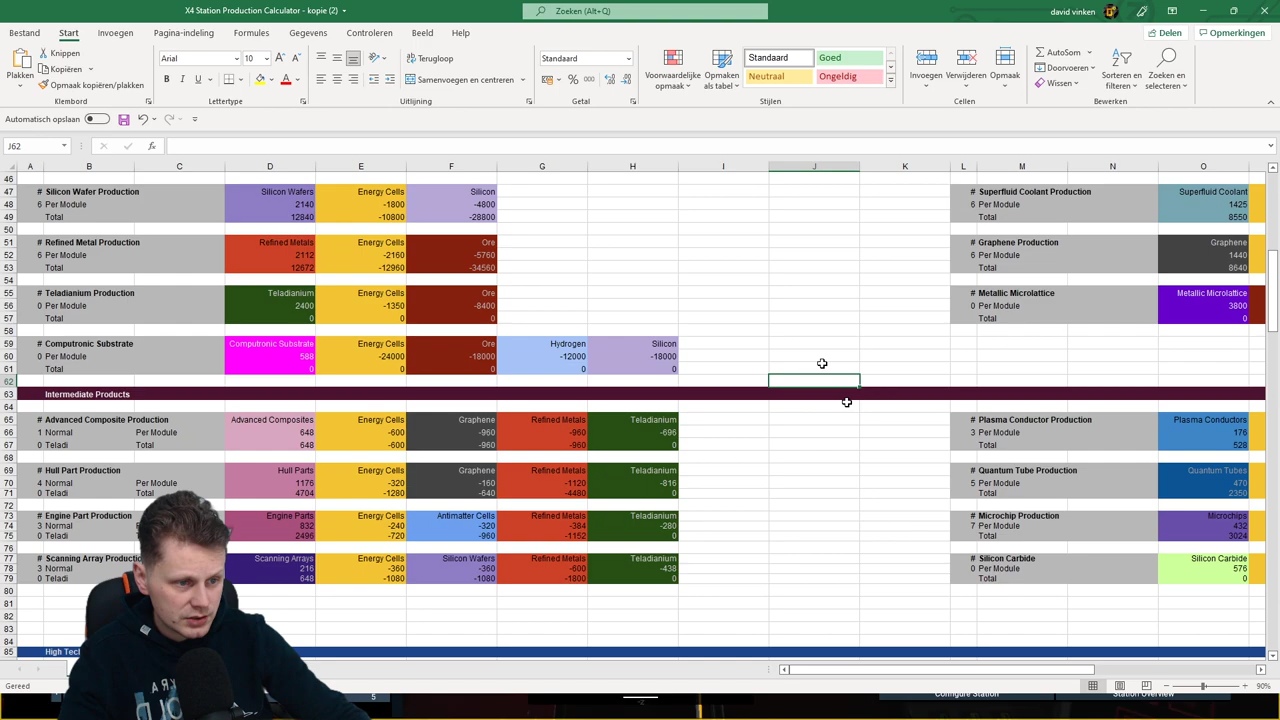 X4 Station Production Calculator - kopie (2)
Zoeken (Alt+Q)
david vinken
Bestand Start Invoegen Pagina-indeling Formules Gegevens Controleren Beeld Help Delen Opmerkingen
Knippen
Kopiëren
Opmaak kopiëren/plakken
Plakken
Klembord
Arial 10
B I U
Lettertype
Terugloop
Samenvoegen en centreren
Uitlijning
Standaard
% 000
Getal
Voorwaardelijke opmaak
Opmaken als tabel
Standaard Goed
Neutraal Ongeldig
Stijlen
Invoegen Verwijderen Opmaak
Cellen
AutoSom
Doorvoeren
Wissen
Sorteren en filteren
Zoeken en selecteren
Bewerken
Automatisch opslaan
J62 fx
A B C D E F G H I J K L M N O
46
47 # Silicon Wafer Production Silicon Wafers Energy Cells Silicon # Superfluid Coolant Production Superfluid Coolant
48 6 Per Module 2140 -1800 -4800 6 Per Module 1425
49 Total 12840 -10800 -28800 Total 8550
50
51 # Refined Metal Production Refined Metals Energy Cells Ore # Graphene Production Graphene
52 6 Per Module 2112 -2160 -5760 6 Per Module 1440
53 Total 12672 -12960 -34560 Total 8640
54
55 # Teladianium Production Teladianium Energy Cells Ore # Metallic Microlattice Metallic Microlattice
56 0 Per Module 2400 -1350 -8400 0 Per Module 3800
57 Total 0 0 0 Total 0
58
59 # Computronic Substrate Computronic Substrate Energy Cells Ore Hydrogen Silicon
60 0 Per Module 588 -24000 -18000 -12000 -18000
61 Total 0 0 0 0 0
62
63 Intermediate Products
64
65 # Advanced Composite Production Advanced Composites Energy Cells Graphene Refined Metals Teladianium # Plasma Conductor Production Plasma Conductors
66 1 Normal Per Module 648 -600 -960 -960 -696 3 Per Module 176
67 0 Teladi Total 648 -600 -960 -960 0 Total 528
68
69 # Hull Part Production Hull Parts Energy Cells Graphene Refined Metals Teladianium # Quantum Tube Production Quantum Tubes
70 4 Normal Per Module 1176 -320 -160 -1120 -816 5 Per Module 470
71 0 Teladi Total 4704 -1280 -640 -4480 0 Total 2350
72
73 # Engine Part Production Engine Parts Energy Cells Antimatter Cells Refined Metals Teladianium # Microchip Production Microchips
74 3 Normal 832 -240 -320 -384 -280 7 Per Module 432
75 0 Teladi 2496 -720 -960 -1152 0 Total 3024
76
77 # Scanning Array Scanning Arrays Energy Cells Silicon Wafers Refined Metals Teladianium # Silicon Carbide Silicon Carbide
78 3 Normal 216 -360 -360 -600 -438 0 Per Module 576
79 0 Teladi 648 -1080 -1080 -1800 0 Total 0
80
81
82
83
84
85 High Tec
Gereed
90%
5
Configure Station
Station Overview